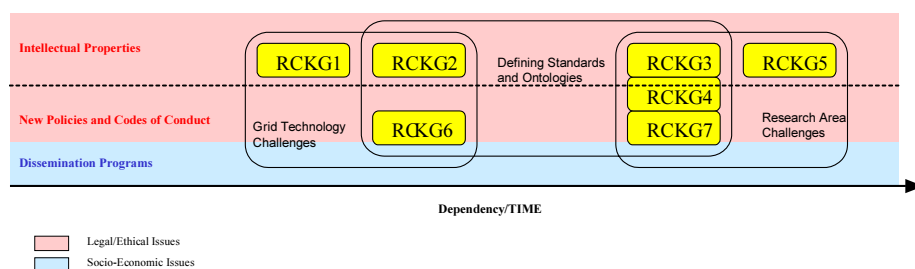 Intellectual Properties
RCKG1
RCKG2
Defining Standards
and Ontologies
RCKG3
RCKG5
RCKG4
New Policies and Codes of Conduct
Grid Technology
Challenges
RCKG6
RCKG7
Research Area
Challenges
Dissemination Programs
Dependency/TIME
Legal/Ethical Issues
Socio-Economic Issues